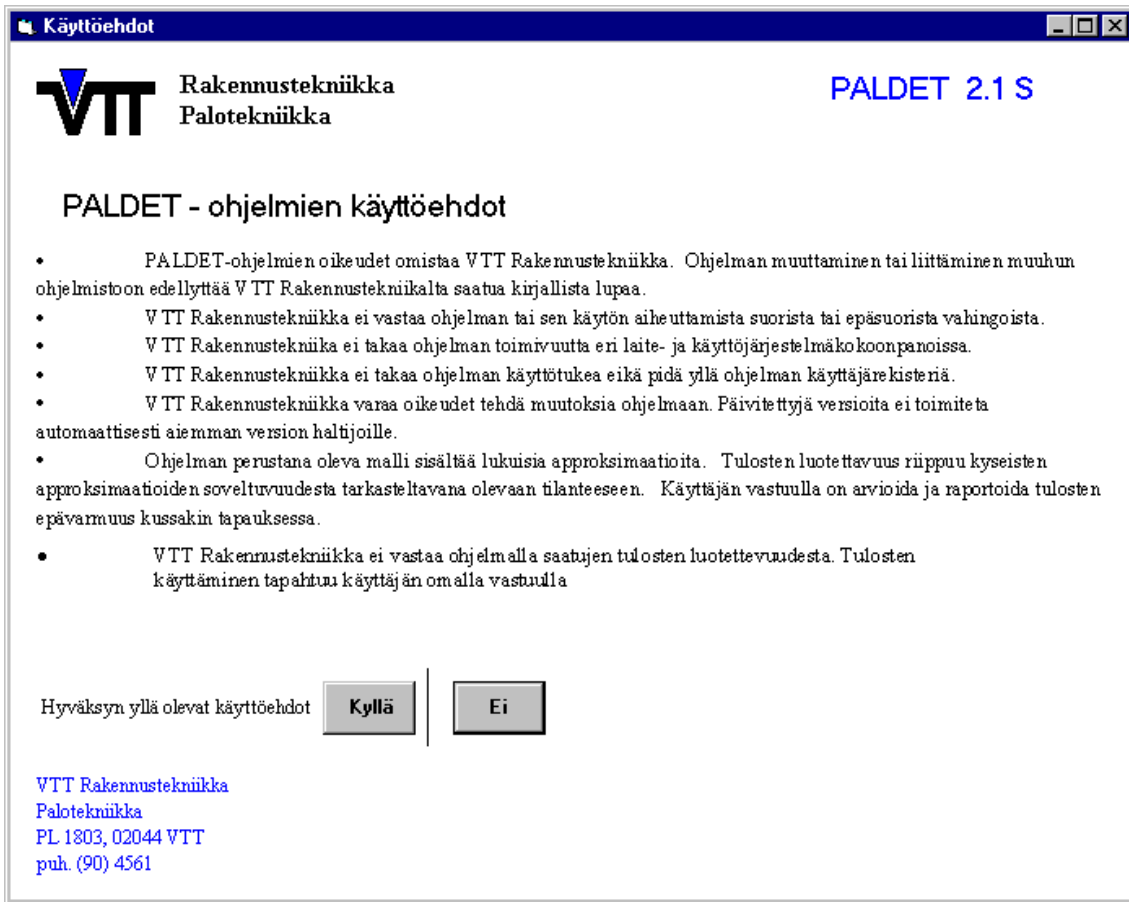 Käyttöehdot
VTT
Rakennustekniikka
Palotekniikka
PALDET 2.1 S
PALDET - ohjelmien käyttöehdot
• PALDET-ohjelmien oikeudet omistaa VTT Rakennustekniikka. Ohjelman muuttaminen tai liittäminen muuhun
ohjelmistoon edellyttää VTT Rakennustekniikalta saatua kirjallista lupaa.
• VTT Rakennustekniikka ei vastaa ohjelman tai sen käytön aiheuttamista suorista tai epäsuorista vahingoista.
• VTT Rakennustekniika ei takaa ohjelman toimivuutta eri laite- ja käyttöjärjestelmäkokoonpanoissa.
• VTT Rakennustekniikka ei takaa ohjelman käyttötukea eikä pidä yllä ohjelman käyttäjärekisteriä.
• VTT Rakennustekniikka varaa oikeudet tehdä muutoksia ohjelmaan. Päivitettyjä versioita ei toimiteta
automaattisesti aiemman version haltijoille.
• Ohjelman perustana oleva malli sisältää lukuisia approksimaatioita. Tulosten luotettavuus riippuu kyseisten
approksimaatioiden soveltuvuudesta tarkasteltavana olevaan tilanteeseen. Käyttäjän vastuulla on arvioida ja raportoida tulosten
epävarmuus kussakin tapauksessa.
• VTT Rakennustekniikka ei vastaa ohjelmalla saatujen tulosten luotettevuudesta. Tulosten
käyttäminen tapahtuu käyttäjän omalla vastuulla
Hyväksyn yllä olevat käyttöehdot Kyllä Ei
VTT Rakennustekniikka
Palotekniikka
PL 1803, 02044 VTT
puh. (90) 4561